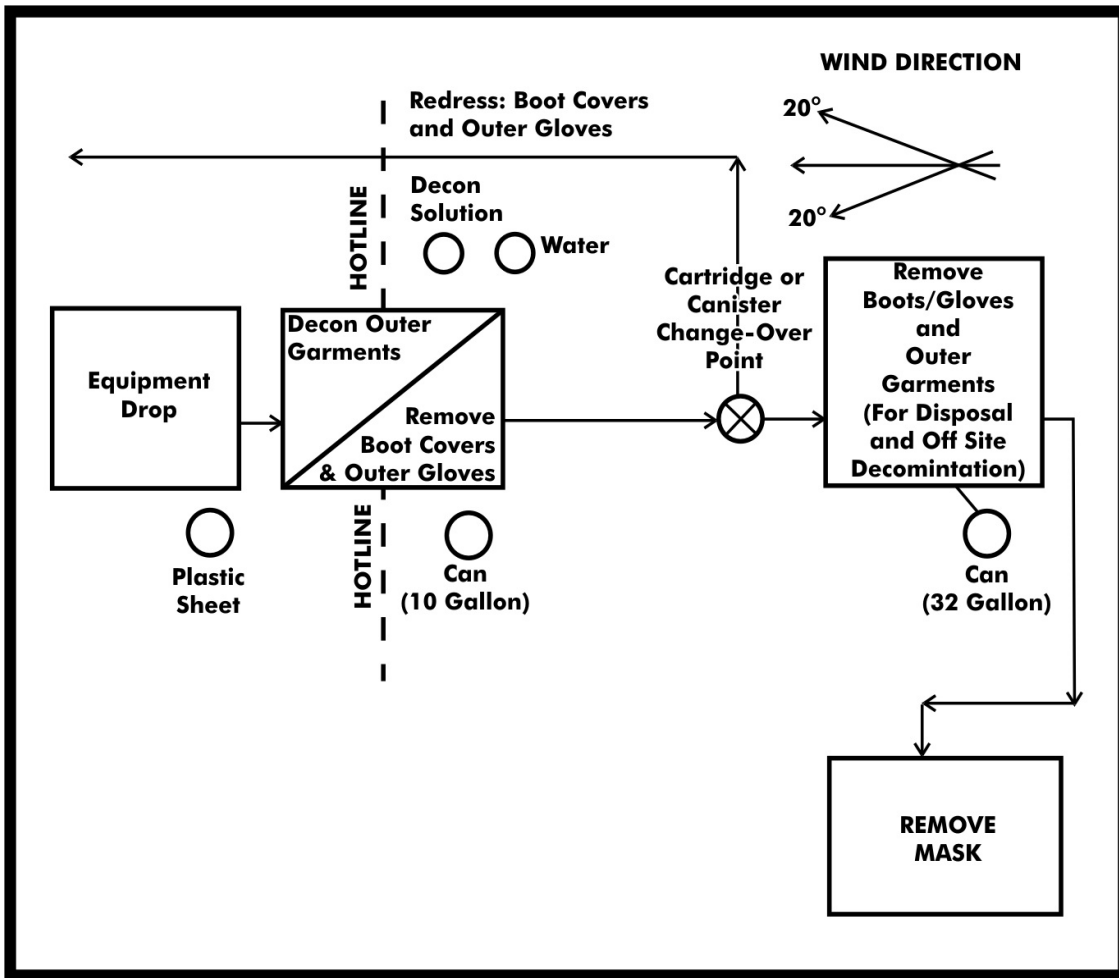 WIND DIRECTION
20°
20°
Redress: Boot Covers
and Outer Gloves
HOTLINE
Decon
Solution
Water
Equipment
Drop
Decon Outer
Garments
Remove
Boot Covers
& Outer Gloves
Cartridge or
Canister
Change-Over
Point
Remove
Boots/Gloves
and
Outer
Garments
(For Disposal
and Off Site
Decomintation)
Plastic
Sheet
HOTLINE
Can
(10 Gallon)
Can
(32 Gallon)
REMOVE
MASK